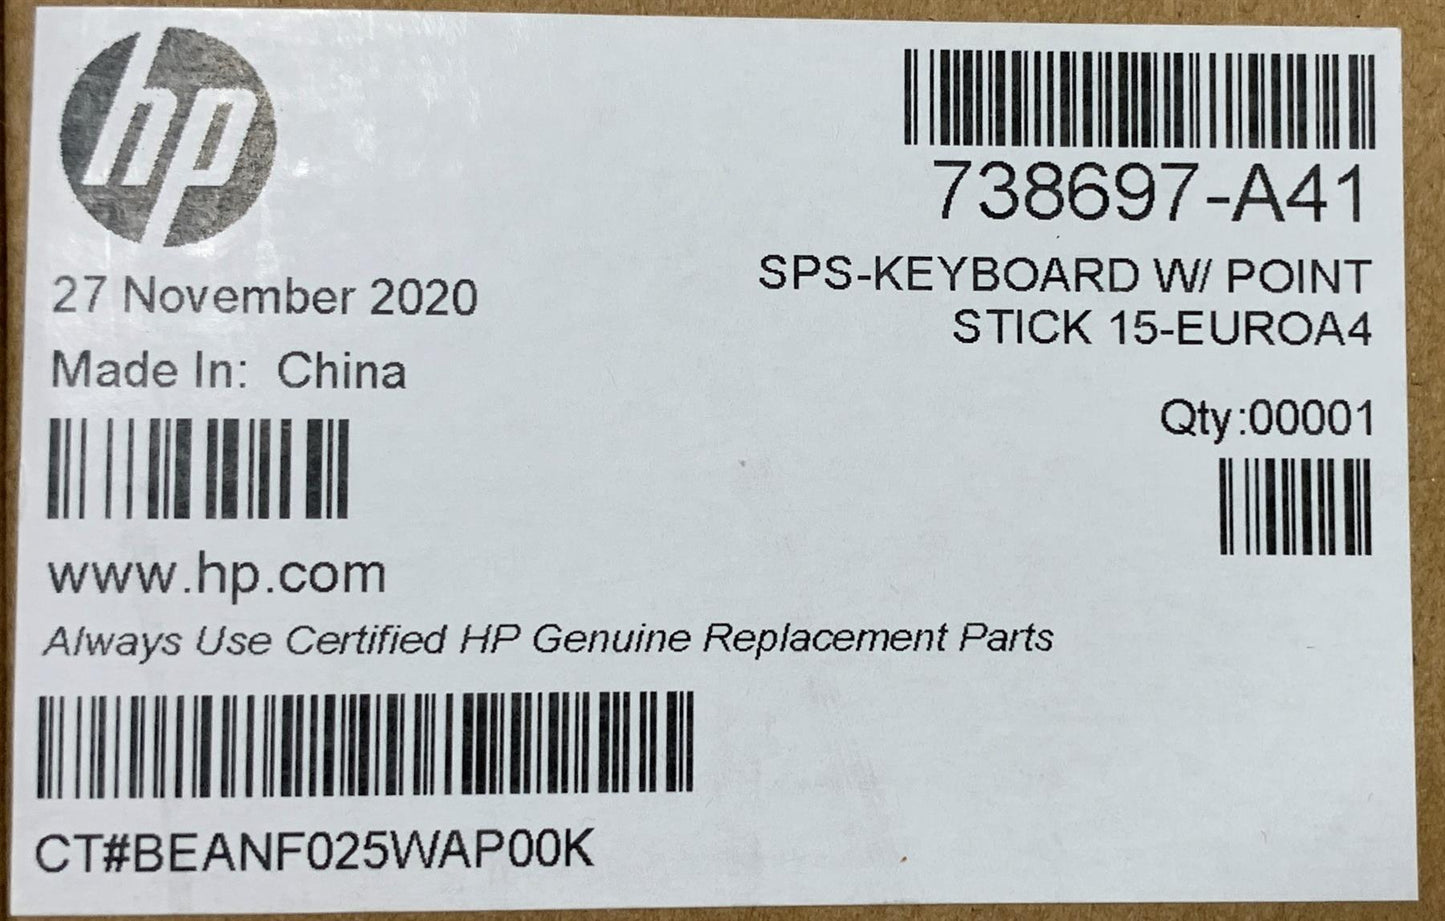 hp
738697-A41
SPS-KEYBOARD W/ POINT
STICK 15-EUROA4
27 November 2020
Made In: China
Qty:00001
www.hp.com
Always Use Certified HP Genuine Replacement Parts
CT#BEANF025WAP00K